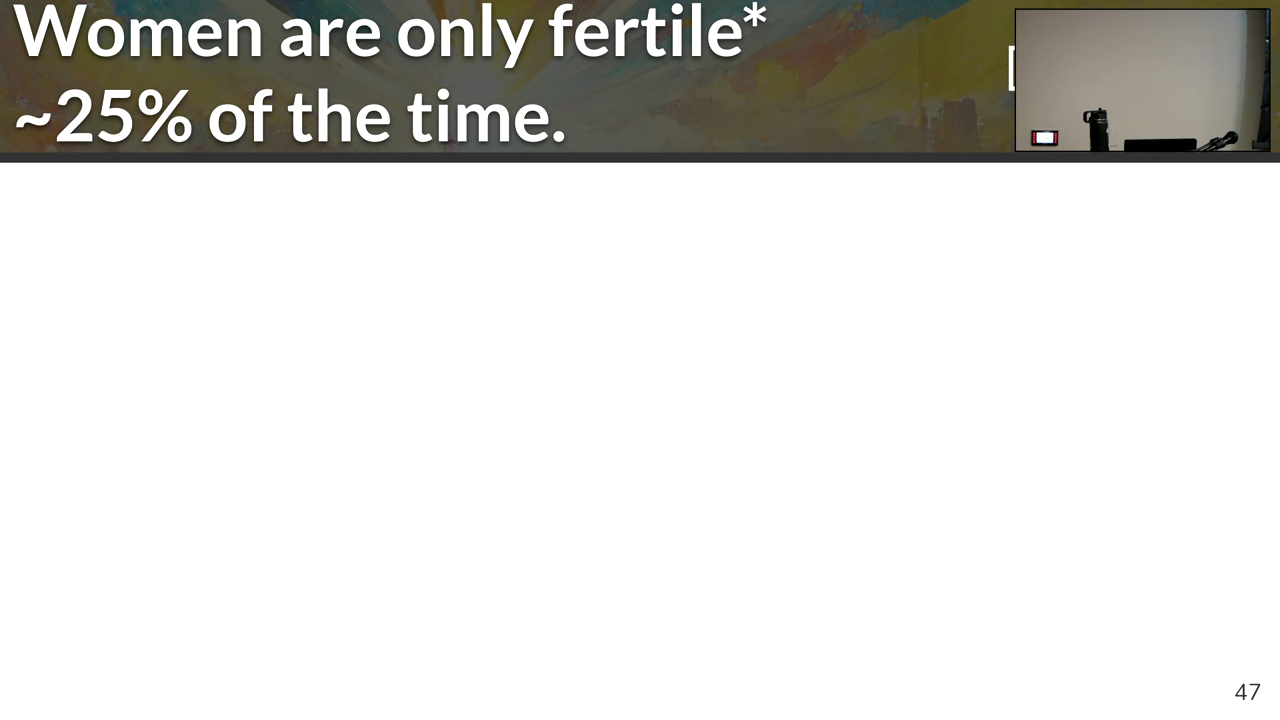 Women are only fertile*
~25% of the time.
[
47